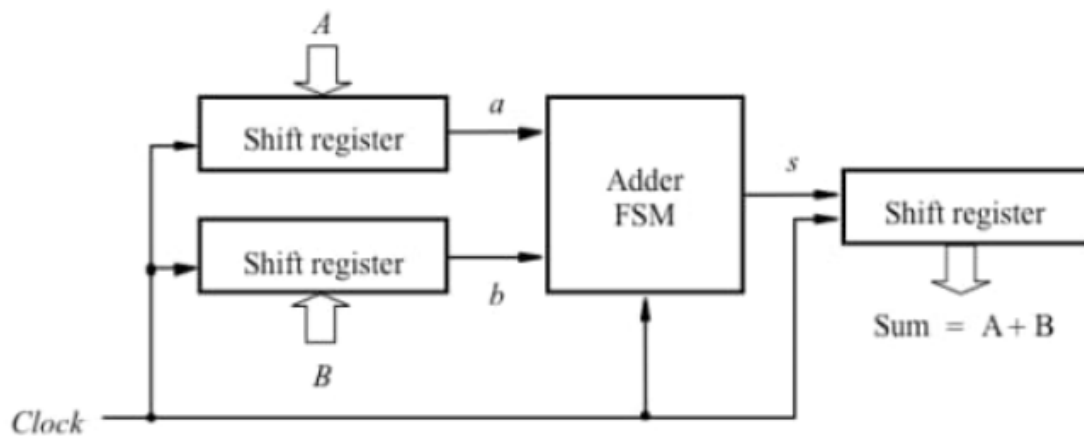 A
Shift register
a
Adder
FSM
s
Shift register
Shift register
b
Sum = A + B
B
Clock